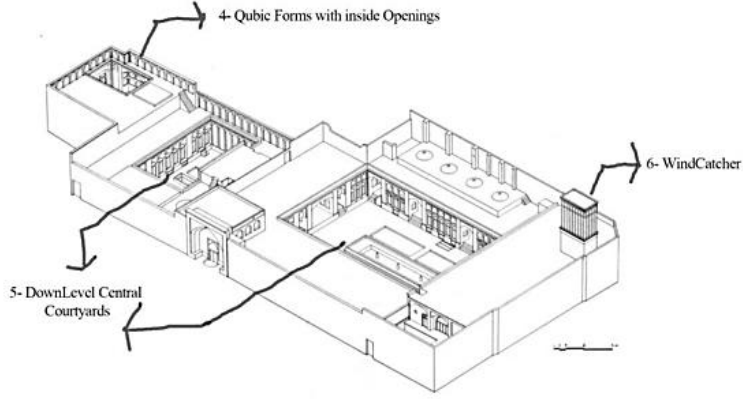 4- Qubic Forms with inside Openings
6- WindCatcher
5- DownLevel Central
Courtyards